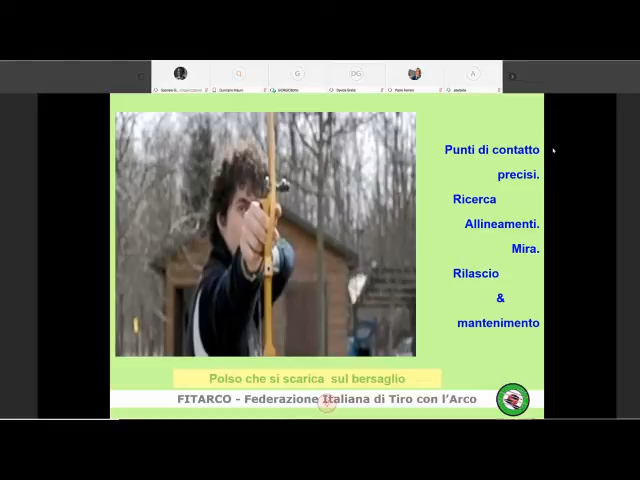 Q
G
DG
A
Punti di contatto
precisi.
Ricerca
Allineamenti.
Mira.
Rilascio
&
mantenimento
Polso che si scarica sul bersaglio
FITARCO - Federazione Italiana di Tiro con l'Arco